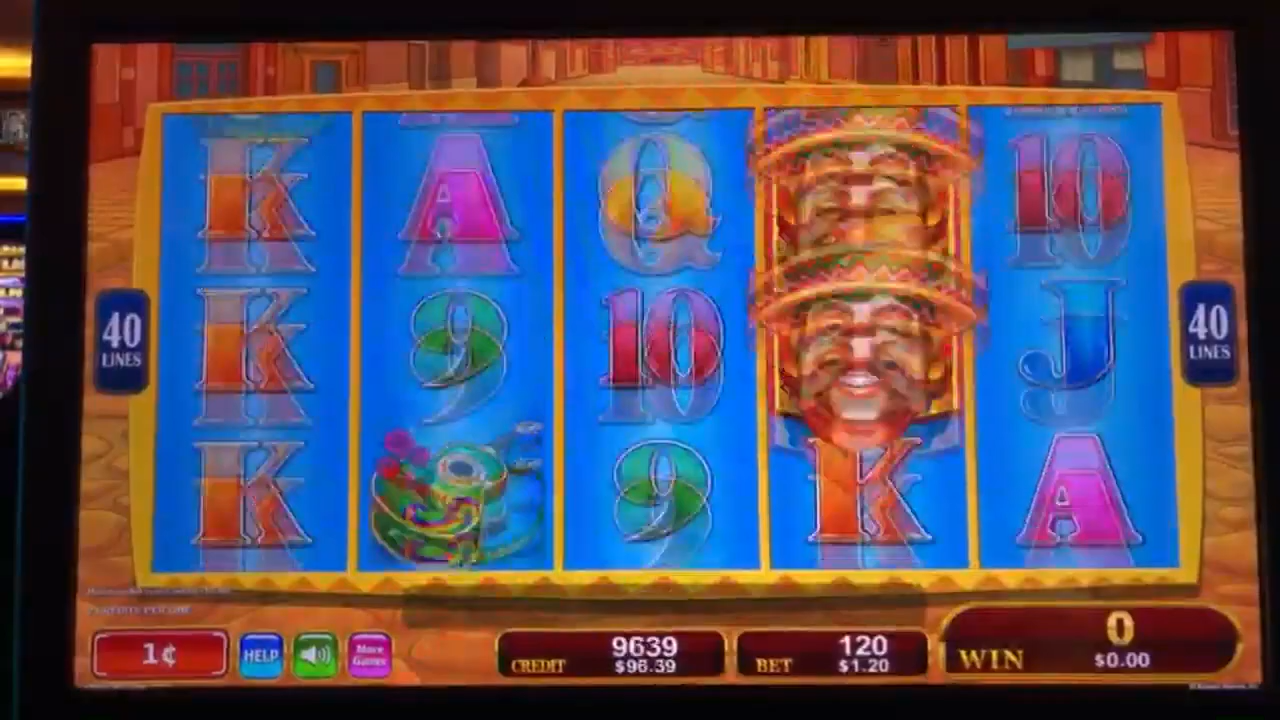 K A Q 10
K 9 10 J
K 9 K A
40 LINES
40 LINES
1¢
HELP
More Games
9639
CREDIT $96.39
120
BET $1.20
0
WIN $0.00